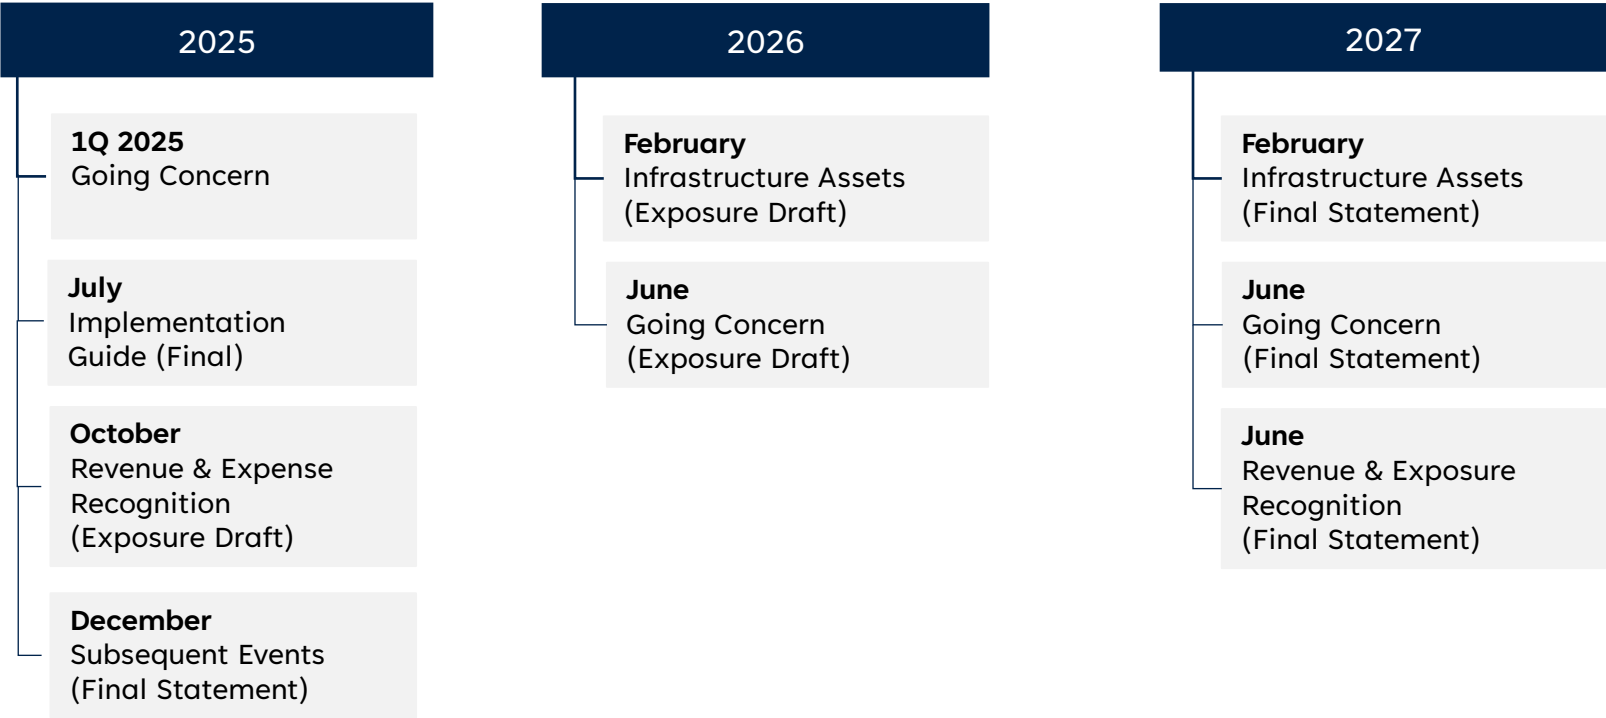 2025
1Q 2025
Going Concern
July
Implementation
Guide (Final)
October
Revenue & Expense
Recognition
(Exposure Draft)
December
Subsequent Events
(Final Statement)
2026
February
Infrastructure Assets
(Exposure Draft)
June
Going Concern
(Exposure Draft)
2027
February
Infrastructure Assets
(Final Statement)
June
Going Concern
(Final Statement)
June
Revenue & Exposure
Recognition
(Final Statement)